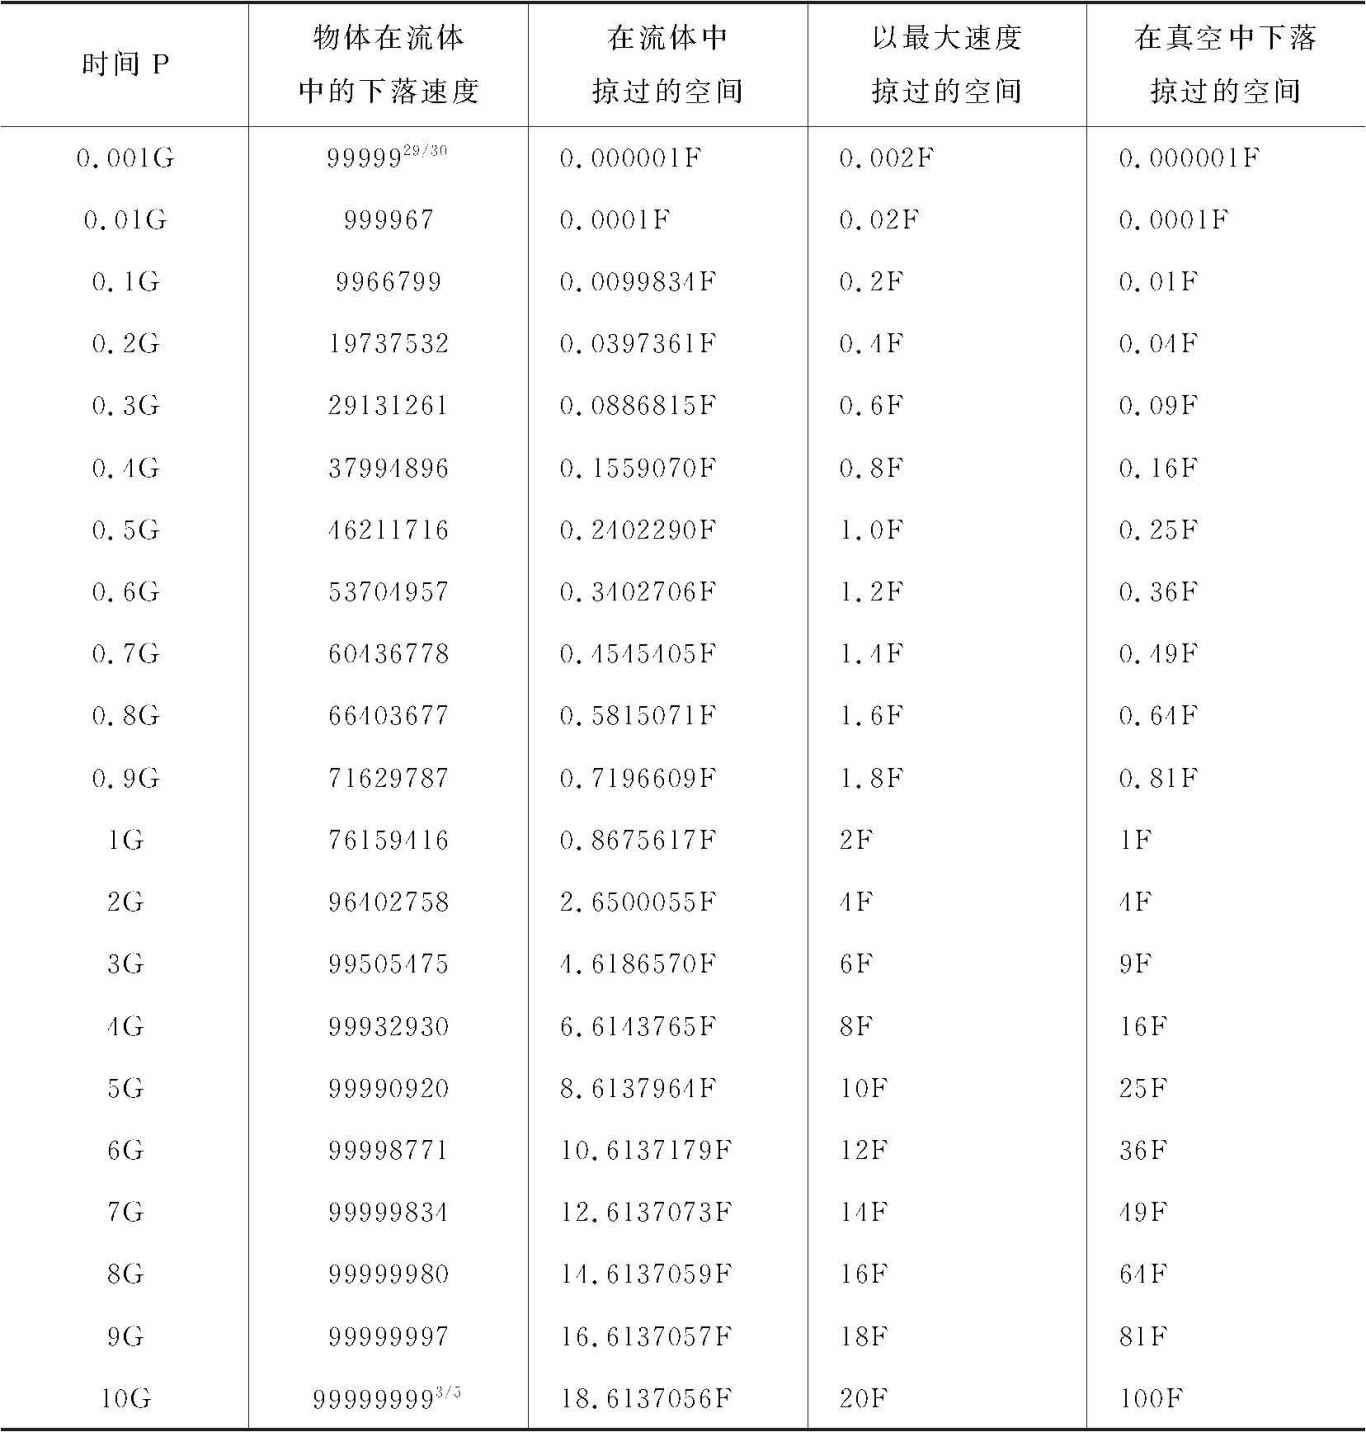 时间 P 物体在流体中的下落速度 在流体中掠过的空间 以最大速度掠过的空间 在真空中下落掠过的空间
0.001G 99999^29/30 0.000001F 0.002F 0.000001F
0.01G 999967 0.0001F 0.02F 0.0001F
0.1G 9966799 0.0099834F 0.2F 0.01F
0.2G 19737532 0.0397361F 0.4F 0.04F
0.3G 29131261 0.0886815F 0.6F 0.09F
0.4G 37994896 0.1559070F 0.8F 0.16F
0.5G 46211716 0.2402290F 1.0F 0.25F
0.6G 53704957 0.3402706F 1.2F 0.36F
0.7G 60436778 0.4545405F 1.4F 0.49F
0.8G 66403677 0.5815071F 1.6F 0.64F
0.9G 71629787 0.7196609F 1.8F 0.81F
1G 76159416 0.8675617F 2F 1F
2G 96402758 2.6500055F 4F 4F
3G 99505475 4.6186570F 6F 9F
4G 99932930 6.6143765F 8F 16F
5G 99990920 8.6137964F 10F 25F
6G 99998771 10.6137179F 12F 36F
7G 99999834 12.6137073F 14F 49F
8G 99999980 14.6137059F 16F 64F
9G 99999997 16.6137057F 18F 81F
10G 99999999^3/5 18.6137056F 20F 100F